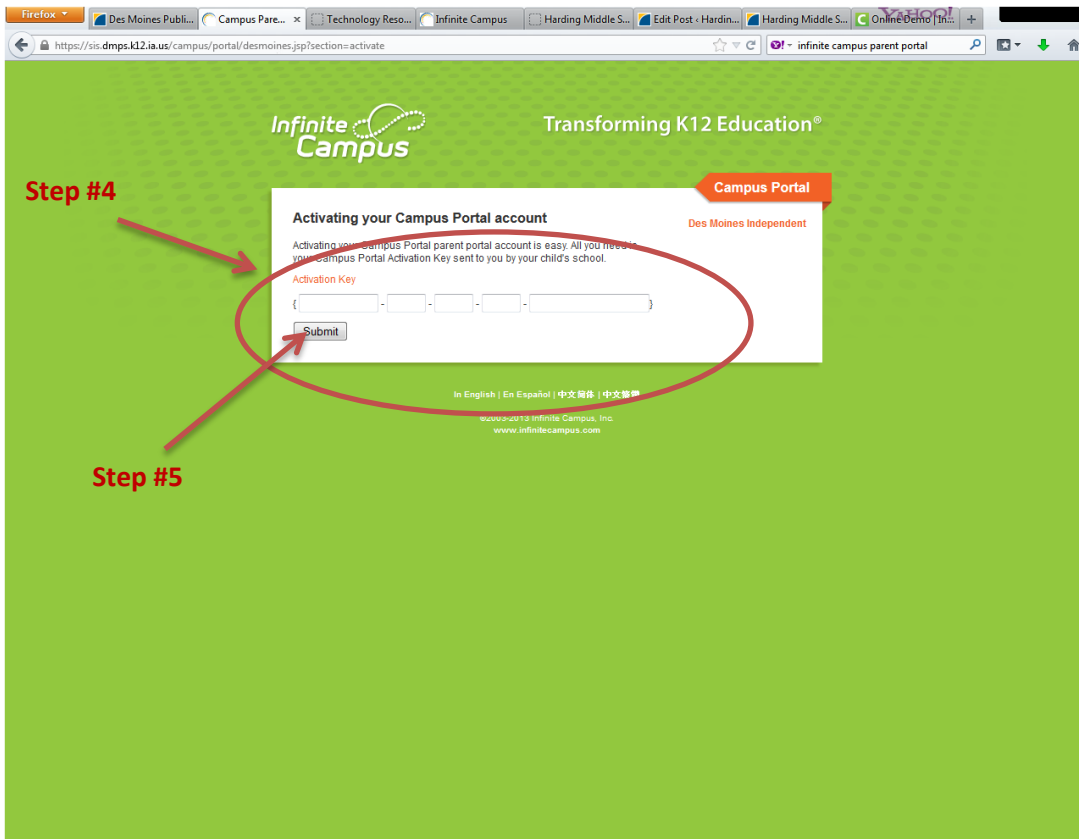 Firefox
Des Moines Publi...
Campus Pare... ×
Technology Reso...
Infinite Campus
Harding Middle S...
Edit Post ‹ Hardin...
Harding Middle S...
Online Demo | In...
YAHOO!
+
https://sis.dmps.k12.ia.us/campus/portal/desmoines.jsp?section=activate
infinite campus parent portal
Infinite
Campus
Transforming K12 Education®
Step #4
Campus Portal
Activating your Campus Portal account
Des Moines Independent
Activating your Campus Portal parent portal account is easy. All you need is
your Campus Portal Activation Key sent to you by your child's school.
Activation Key
{ - - - - }
Submit
In English | En Español | 中文简体 | 中文繁體
©2003-2013 Infinite Campus, Inc.
www.infinitecampus.com
Step #5